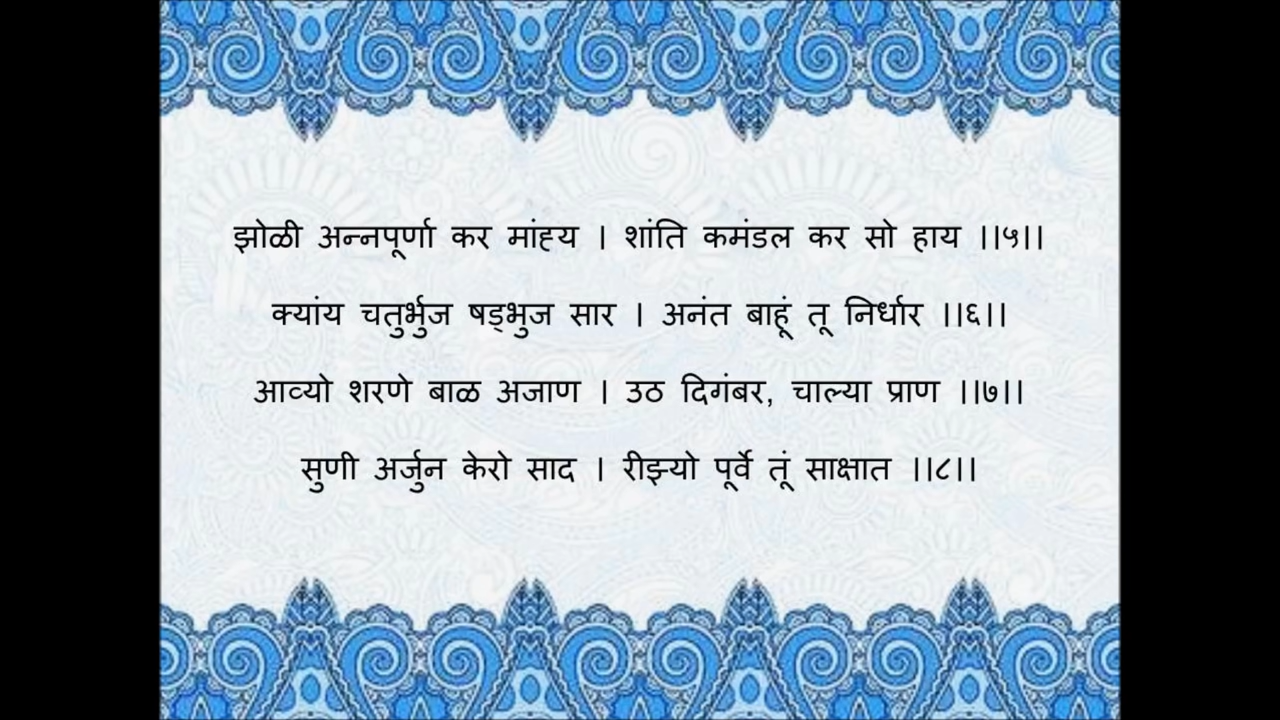 झोळी अन्नपूर्णा कर मांह्य । शांति कमंडल कर सो हाय ।।५।।
क्यांय चतुर्भुज षड्भुज सार । अनंत बाहूं तू निर्धार ।।६।।
आव्यो शरणे बाळ अजाण । उठ दिगंबर, चाल्या प्राण ।।७।।
सुणी अर्जुन केरो साद । रीझ्यो पूर्वे तूं साक्षात ।।८।।